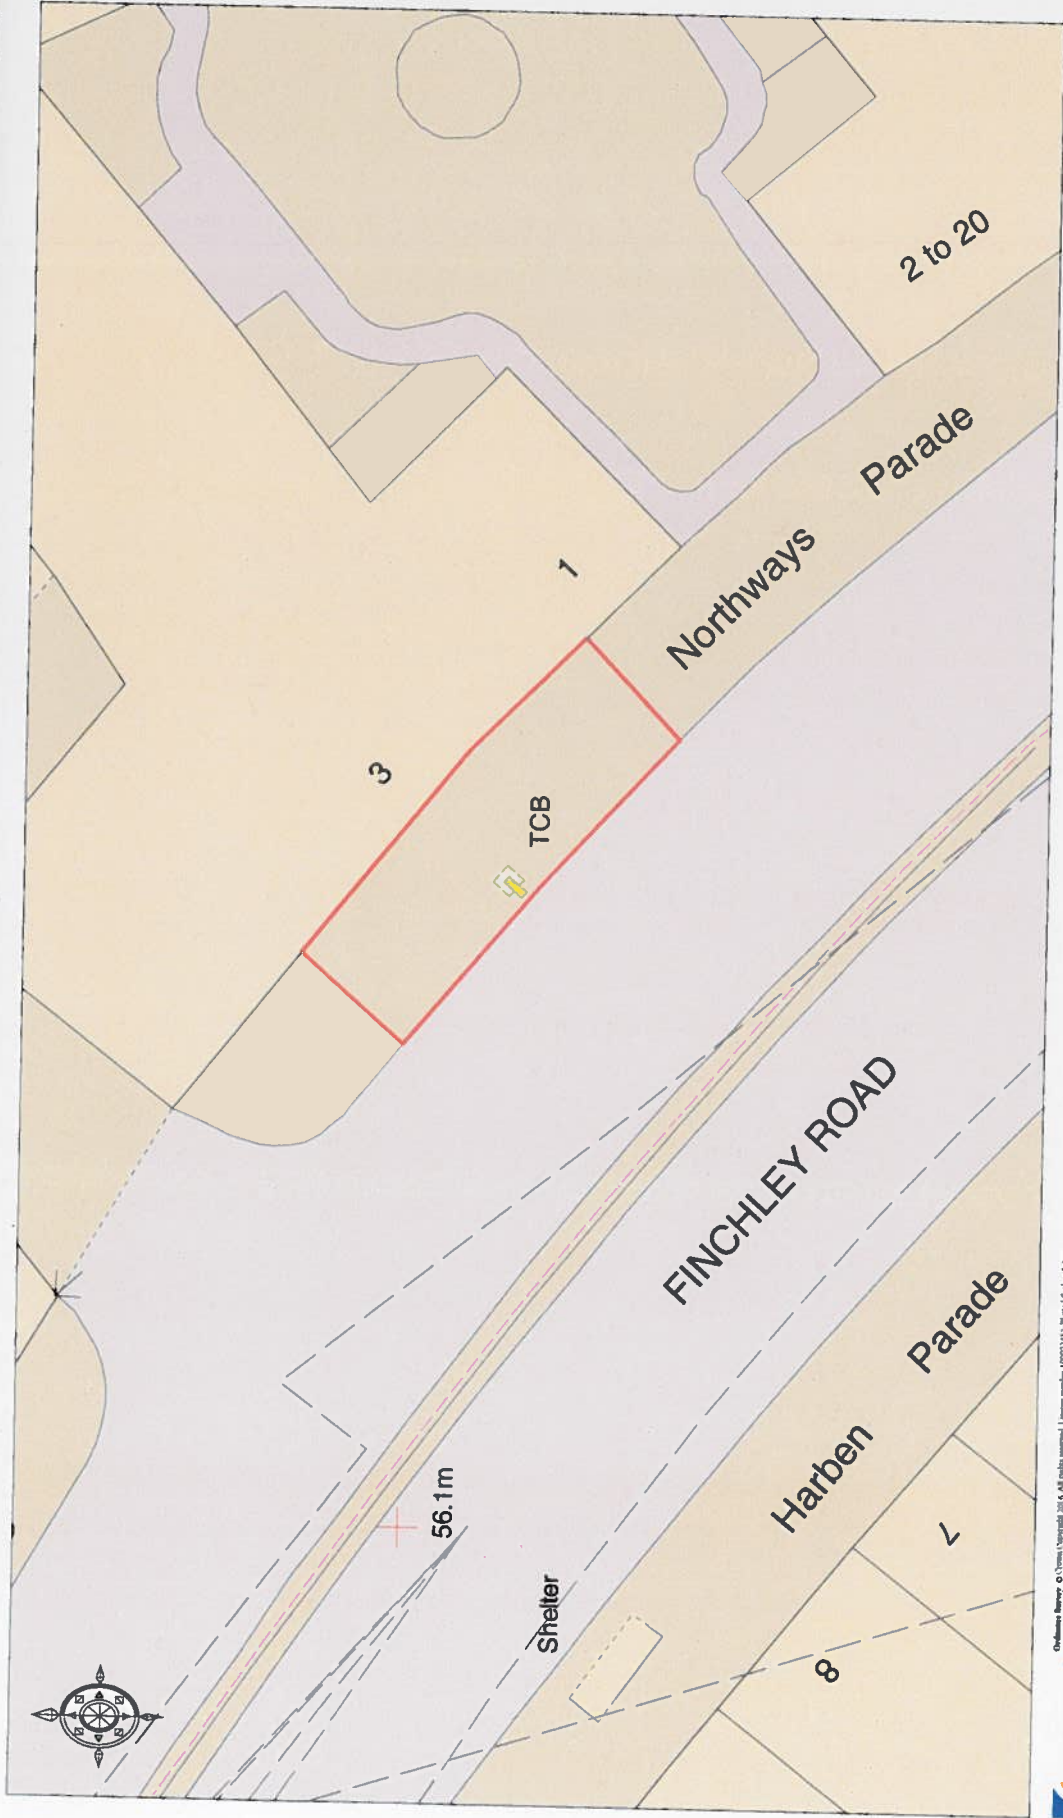 2 to 20
Northways Parade
1
3
TCB
FINCHLEY ROAD
Harben Parade
7
8
56.1m
Shelter